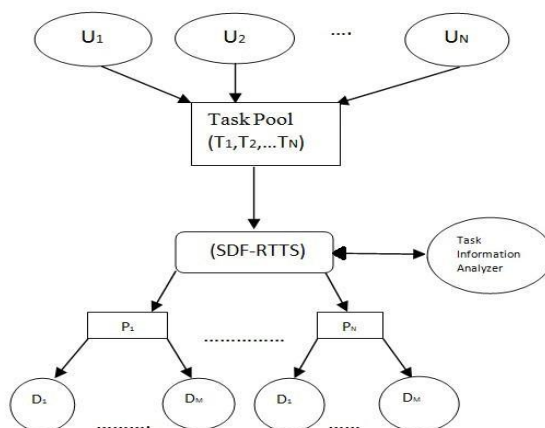 U1 U2 .... UN
Task Pool
(T1,T2,...TN)
(SDF-RTTS)
Task
Information
Analyzer
P1 .............. PN
D1 ......... DM D1 ...... DM